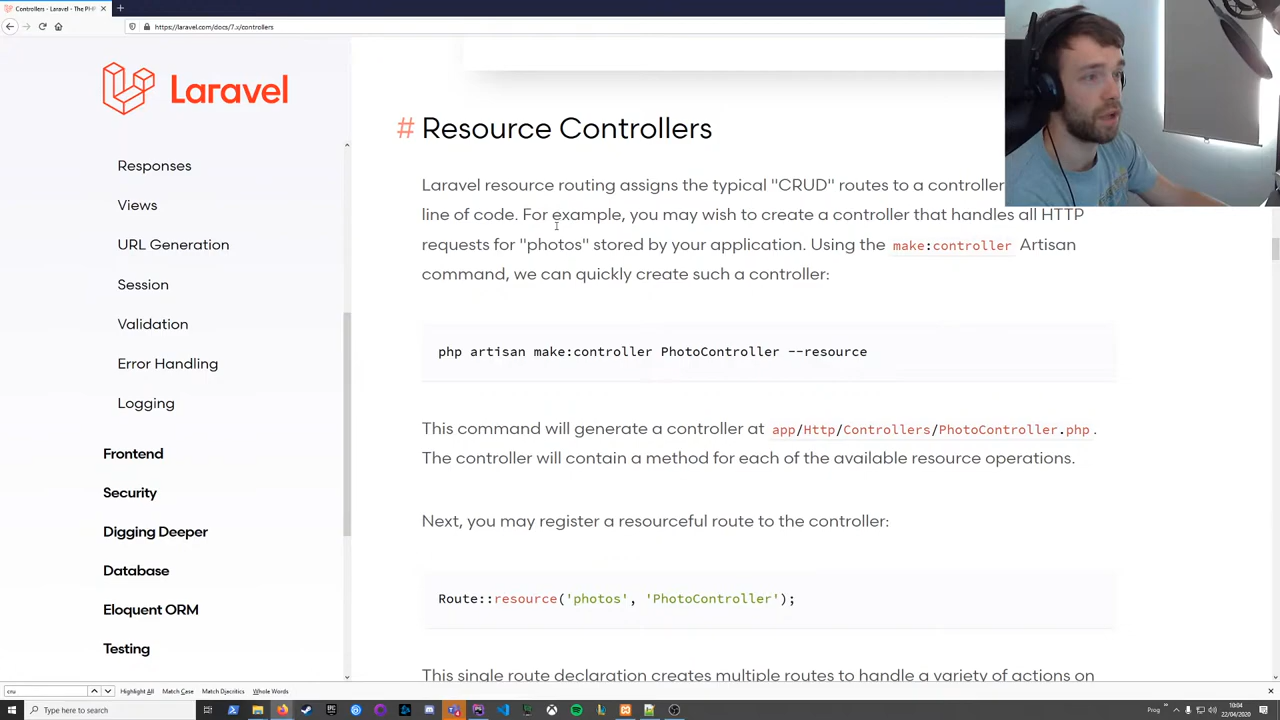 Controllers - Laravel - The PH
https://laravel.com/docs/7.x/controllers
Laravel
Responses
Views
URL Generation
Session
Validation
Error Handling
Logging
Frontend
Security
Digging Deeper
Database
Eloquent ORM
Testing
# Resource Controllers
Laravel resource routing assigns the typical "CRUD" routes to a controller
line of code. For example, you may wish to create a controller that handles all HTTP
requests for "photos" stored by your application. Using the make:controller Artisan
command, we can quickly create such a controller:
php artisan make:controller PhotoController --resource
This command will generate a controller at app/Http/Controllers/PhotoController.php.
The controller will contain a method for each of the available resource operations.
Next, you may register a resourceful route to the controller:
Route::resource('photos', 'PhotoController');
This single route declaration creates multiple routes to handle a variety of actions on
cru
Highlight All Match Case Match Diacritics Whole Words
Type here to search
Prog
10:04
22/04/2020